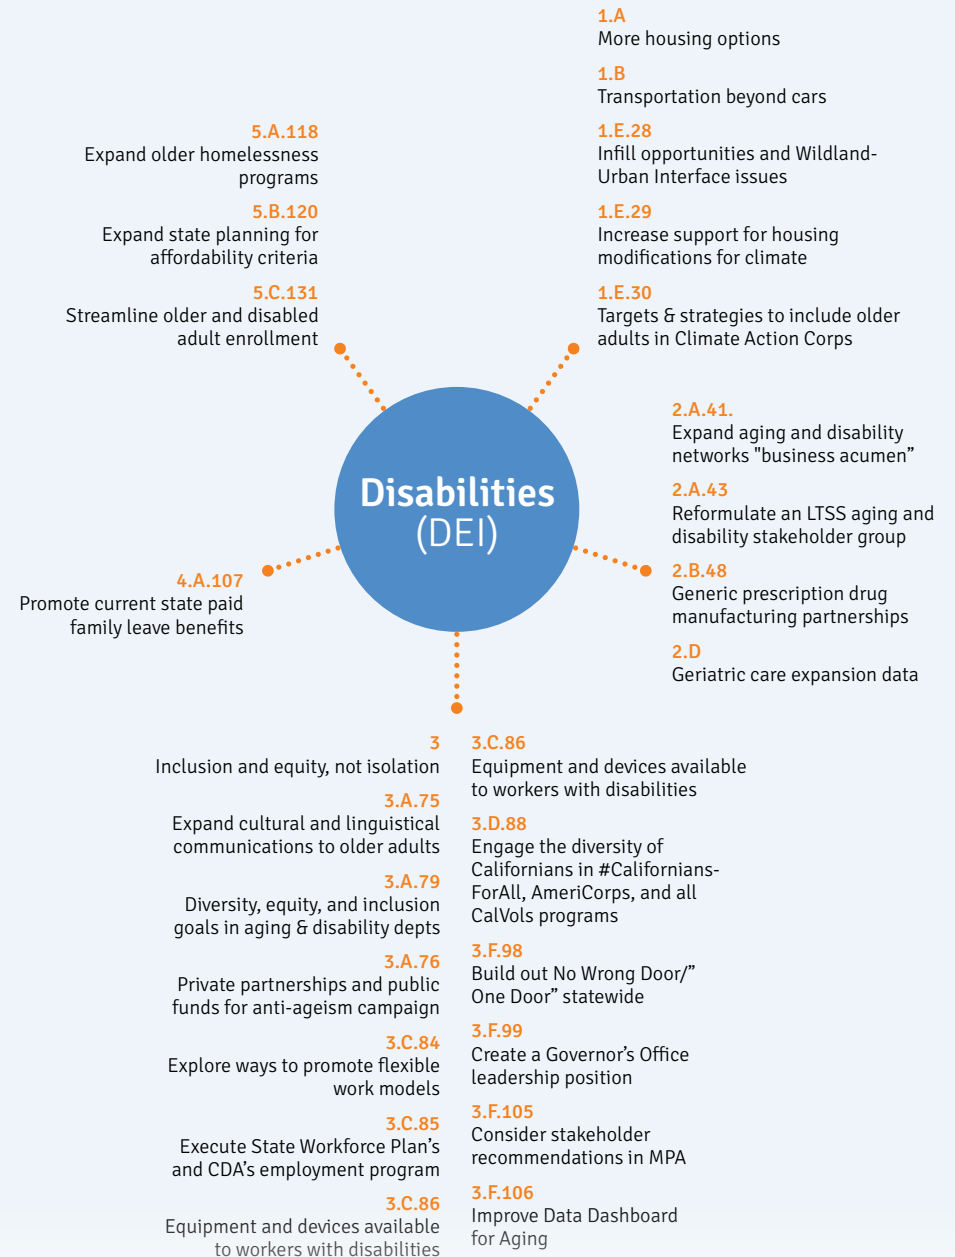 1.A
More housing options
1.B
Transportation beyond cars
1.E.28
Infill opportunities and Wildland-
Urban Interface issues
1.E.29
Increase support for housing
modifications for climate
1.E.30
Targets & strategies to include older
adults in Climate Action Corps
5.A.118
Expand older homelessness
programs
5.B.120
Expand state planning for
affordability criteria
5.C.131
Streamline older and disabled
adult enrollment
Disabilities
(DEI)
2.A.41.
Expand aging and disability
networks "business acumen”
2.A.43
Reformulate an LTSS aging and
disability stakeholder group
2.B.48
Generic prescription drug
manufacturing partnerships
2.D
Geriatric care expansion data
4.A.107
Promote current state paid
family leave benefits
3
Inclusion and equity, not isolation
3.A.75
Expand cultural and linguistical
communications to older adults
3.A.79
Diversity, equity, and inclusion
goals in aging & disability depts
3.A.76
Private partnerships and public
funds for anti-ageism campaign
3.C.84
Explore ways to promote flexible
work models
3.C.85
Execute State Workforce Plan’s
and CDA’s employment program
3.C.86
Equipment and devices available
to workers with disabilities
3.C.86
Equipment and devices available
to workers with disabilities
3.D.88
Engage the diversity of
Californians in #Californians-
ForAll, AmeriCorps, and all
CalVols programs
3.F.98
Build out No Wrong Door/”
One Door” statewide
3.F.99
Create a Governor’s Office
leadership position
3.F.105
Consider stakeholder
recommendations in MPA
3.F.106
Improve Data Dashboard
for Aging